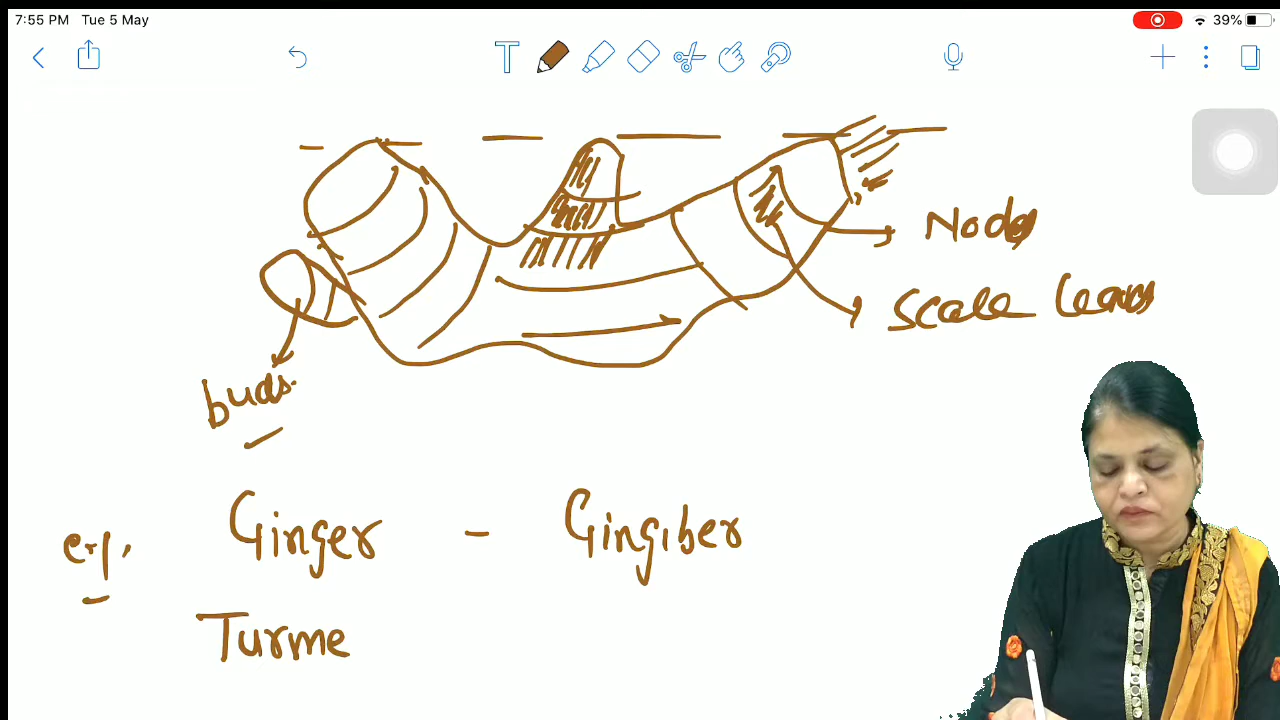 7:55 PM Tue 5 May
39%
T
Node
Scale leaves
buds.
e.g.
Ginger - Gingiber
Turme